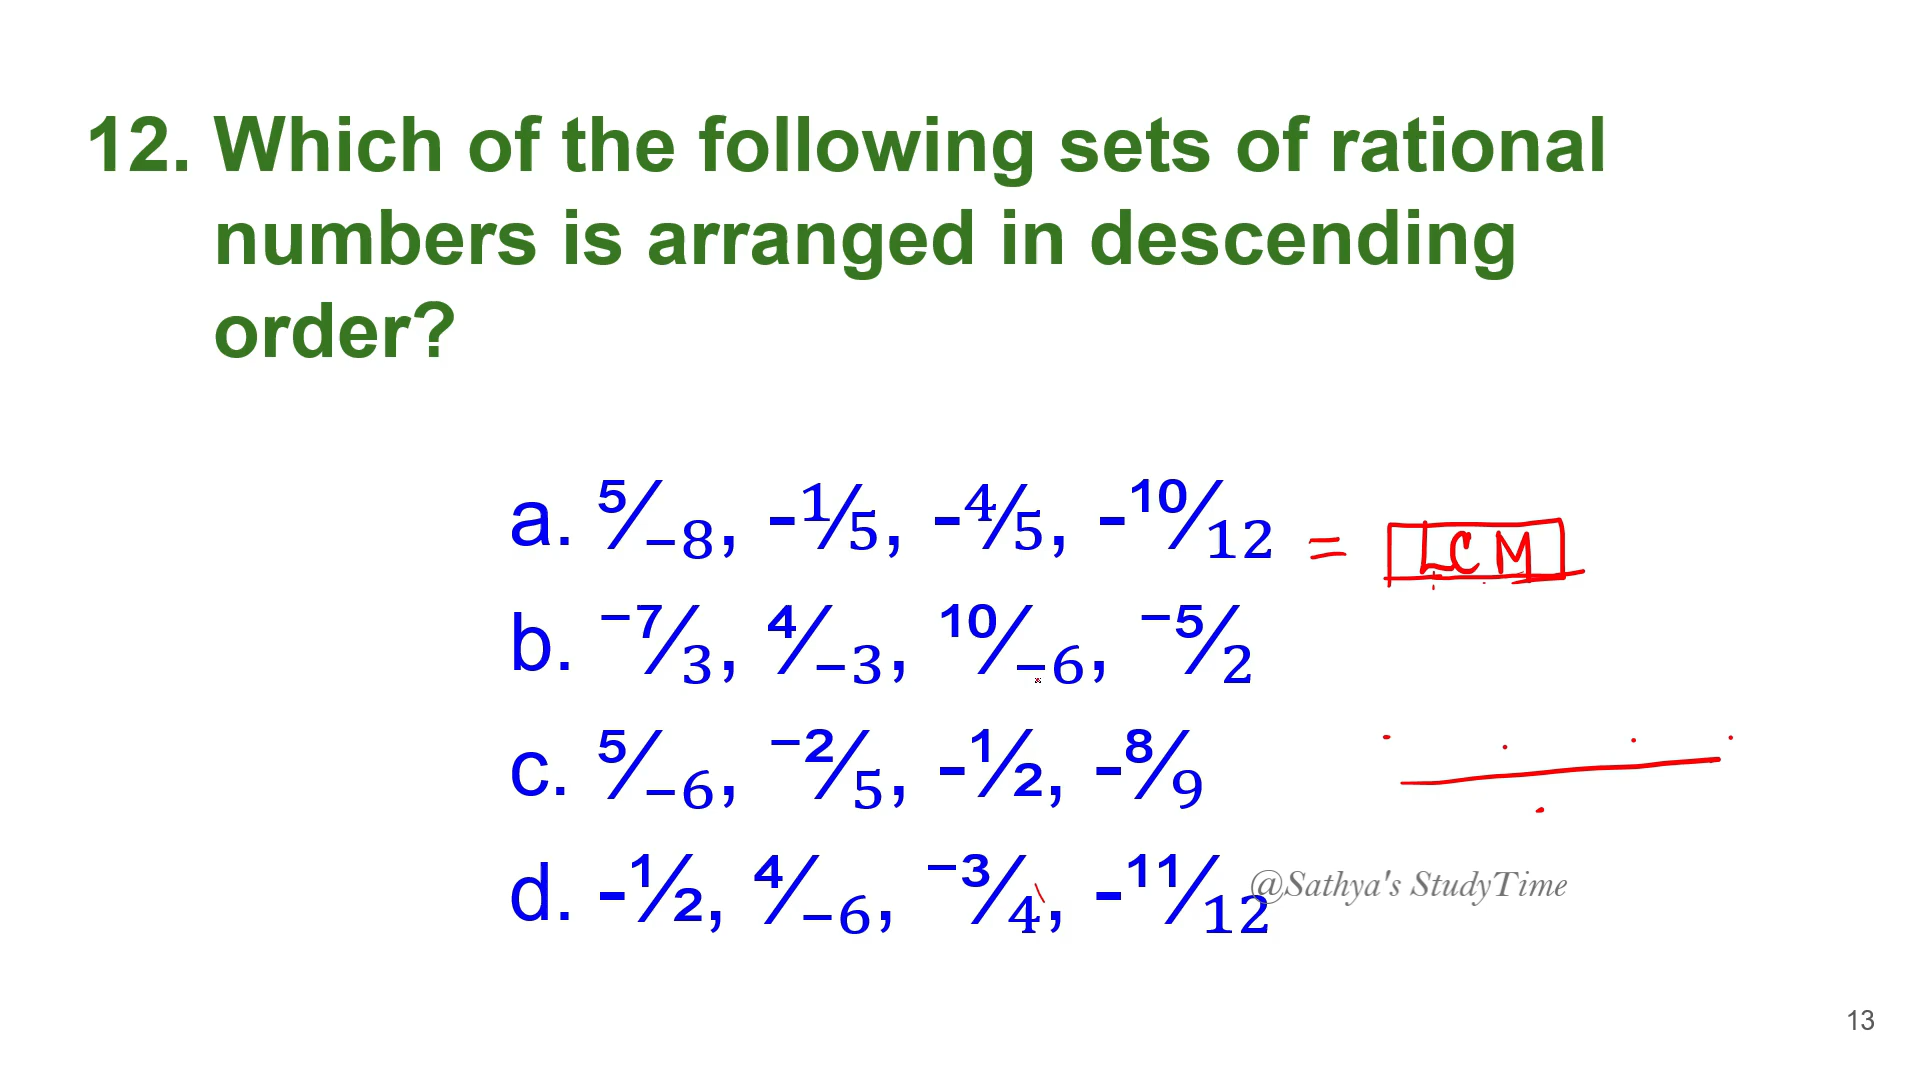 12. Which of the following sets of rational
numbers is arranged in descending
order?
a. ⁵⁄₋₈, -¹⁄₅, -⁴⁄₅, -¹⁰⁄₁₂ = LCM
b. ⁻⁷⁄₃, ⁴⁄₋₃, ¹⁰⁄₋₆, ⁻⁵⁄₂
c. ⁵⁄₋₆, ⁻²⁄₅, -¹⁄₂, -⁸⁄₉
d. -¹⁄₂, ⁴⁄₋₆, ⁻³⁄₄, -¹¹⁄₁₂
@Sathya's StudyTime
13